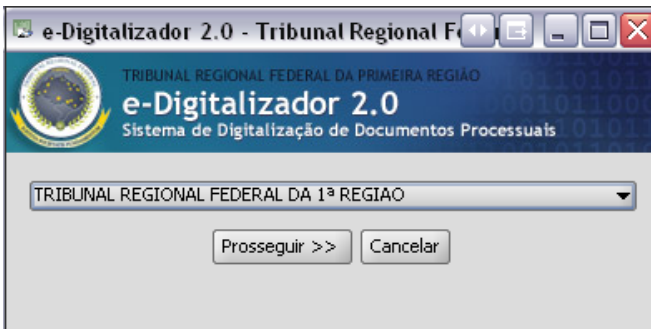 e-Digitalizador 2.0 - Tribunal Regional
TRIBUNAL REGIONAL FEDERAL DA PRIMEIRA REGIÃO
e-Digitalizador 2.0
Sistema de Digitalização de Documentos Processuais
TRIBUNAL REGIONAL FEDERAL DA 1ª REGIAO
Prosseguir >> Cancelar